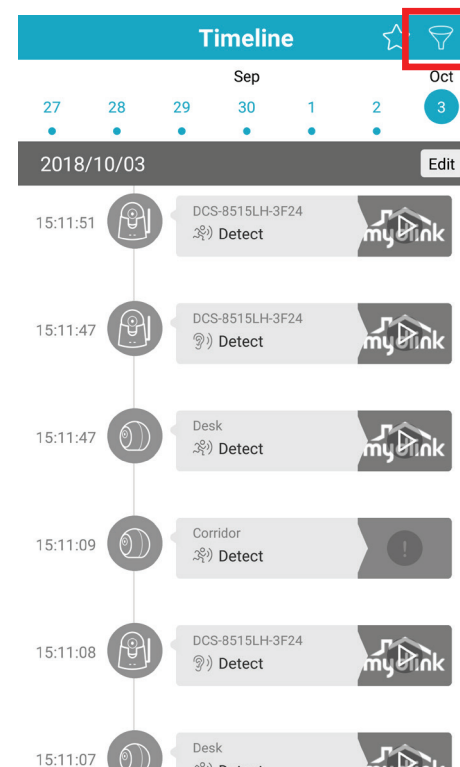 Timeline
Sep Oct
27 28 29 30 1 2 3
2018/10/03 Edit
DCS-8515LH-3F24
15:11:51 Detect
mydlink
DCS-8515LH-3F24
15:11:47 Detect
mydlink
Desk
15:11:47 Detect
mydlink
Corridor
15:11:09 Detect
!
DCS-8515LH-3F24
15:11:08 Detect
mydlink
Desk
15:11:07